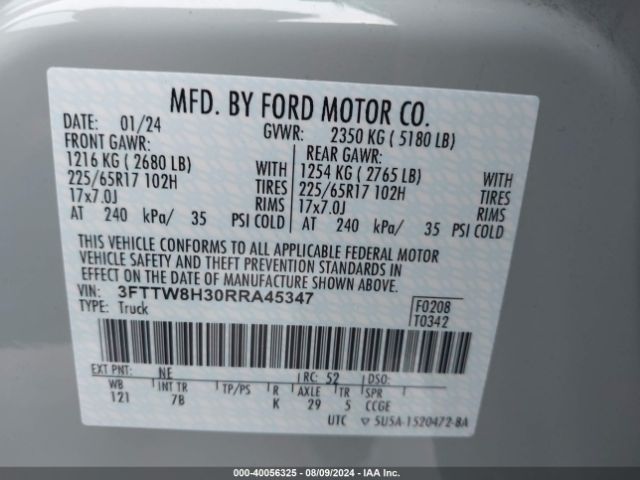 MFD. BY FORD MOTOR CO.
DATE: 01/24 GVWR: 2350 KG ( 5180 LB)
FRONT GAWR: REAR GAWR:
1216 KG ( 2680 LB) WITH 1254 KG ( 2765 LB) WITH
225/65R17 102H TIRES 225/65R17 102H TIRES
17x7.0J RIMS 17x7.0J RIMS
AT 240 kPa/ 35 PSI COLD AT 240 kPa/ 35 PSI COLD
THIS VEHICLE CONFORMS TO ALL APPLICABLE FEDERAL MOTOR
VEHICLE SAFETY AND THEFT PREVENTION STANDARDS IN
EFFECT ON THE DATE OF MANUFACTURE SHOWN ABOVE.
VIN: 3FTTW8H30RRA45347 F0208
TYPE: Truck T0342
EXT PNT: NE RC: 52 DSO:
WB INT TR TP/PS R AXLE TR SPR
121 7B K 29 5 CCGE
UTC ▽ 5U5A-1520472-BA
000-40056325 - 08/09/2024 - IAA Inc.